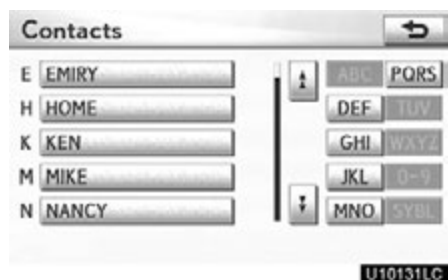 Contacts
E EMIRY ABC PQRS
H HOME DEF TUV
K KEN GHI WXYZ
M MIKE JKL 0-9
N NANCY MNO SYBL
U10131LC